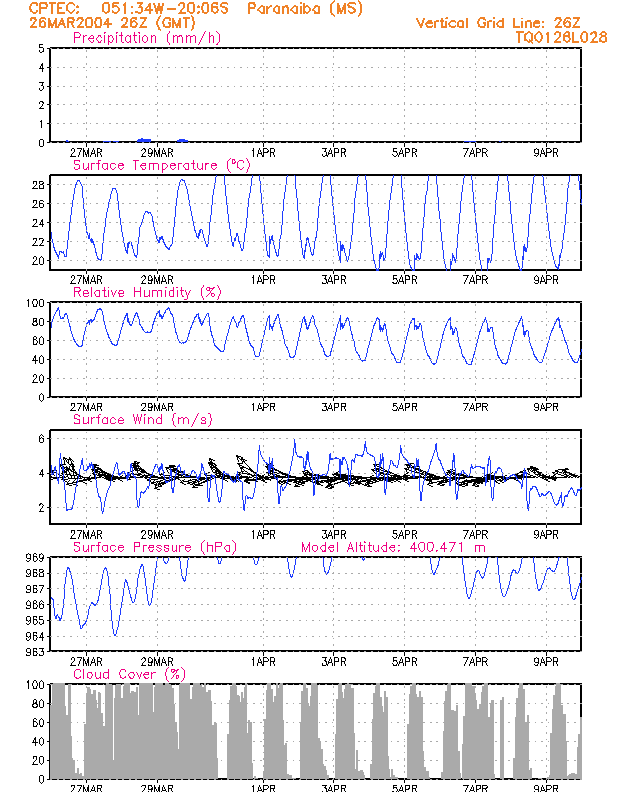 CPTEC: 051:34W-20:06S Paranaiba (MS)
26MAR2004 26Z (GMT) Vertical Grid Line: 26Z
Precipitation (mm/h) TQ0126L028
5
4
3
2
1
0
27MAR 29MAR 1APR 3APR 5APR 7APR 9APR
Surface Temperature (°C)
28
26
24
22
20
27MAR 29MAR 1APR 3APR 5APR 7APR 9APR
Relative Humidity (%)
100
80
60
40
20
0
27MAR 29MAR 1APR 3APR 5APR 7APR 9APR
Surface Wind (m/s)
6
4
2
27MAR 29MAR 1APR 3APR 5APR 7APR 9APR
Surface Pressure (hPa) Model Altitude: 400.471 m
969
968
967
966
965
964
963
27MAR 29MAR 1APR 3APR 5APR 7APR 9APR
Cloud Cover (%)
100
80
60
40
20
0
27MAR 29MAR 1APR 3APR 5APR 7APR 9APR